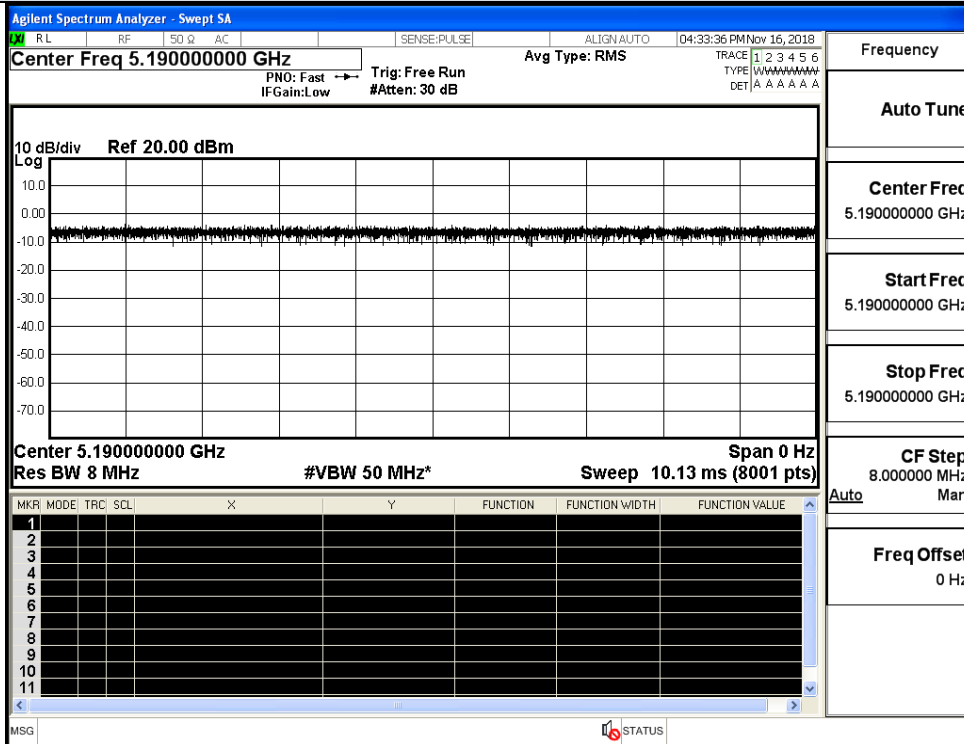 Agilent Spectrum Analyzer - Swept SA
LXI RL RF 50 Ω AC SENSE:PULSE ALIGN AUTO 04:33:36 PM Nov 16, 2018
Center Freq 5.190000000 GHz
PNO: Fast
IFGain:Low
Trig: Free Run
#Atten: 30 dB
Avg Type: RMS
TRACE 1 2 3 4 5 6
TYPE WWWWWW
DET A A A A A A
10 dB/div Ref 20.00 dBm
Log
10.0
0.00
-10.0
-20.0
-30.0
-40.0
-50.0
-60.0
-70.0
Center 5.190000000 GHz Span 0 Hz
Res BW 8 MHz #VBW 50 MHz* Sweep 10.13 ms (8001 pts)
MKR MODE TRC SCL X Y FUNCTION FUNCTION WIDTH FUNCTION VALUE
1
2
3
4
5
6
7
8
9
10
11
MSG STATUS
Frequency
Auto Tune
Center Freq
5.190000000 GHz
Start Freq
5.190000000 GHz
Stop Freq
5.190000000 GHz
CF Step
8.000000 MHz
Auto Man
Freq Offset
0 Hz